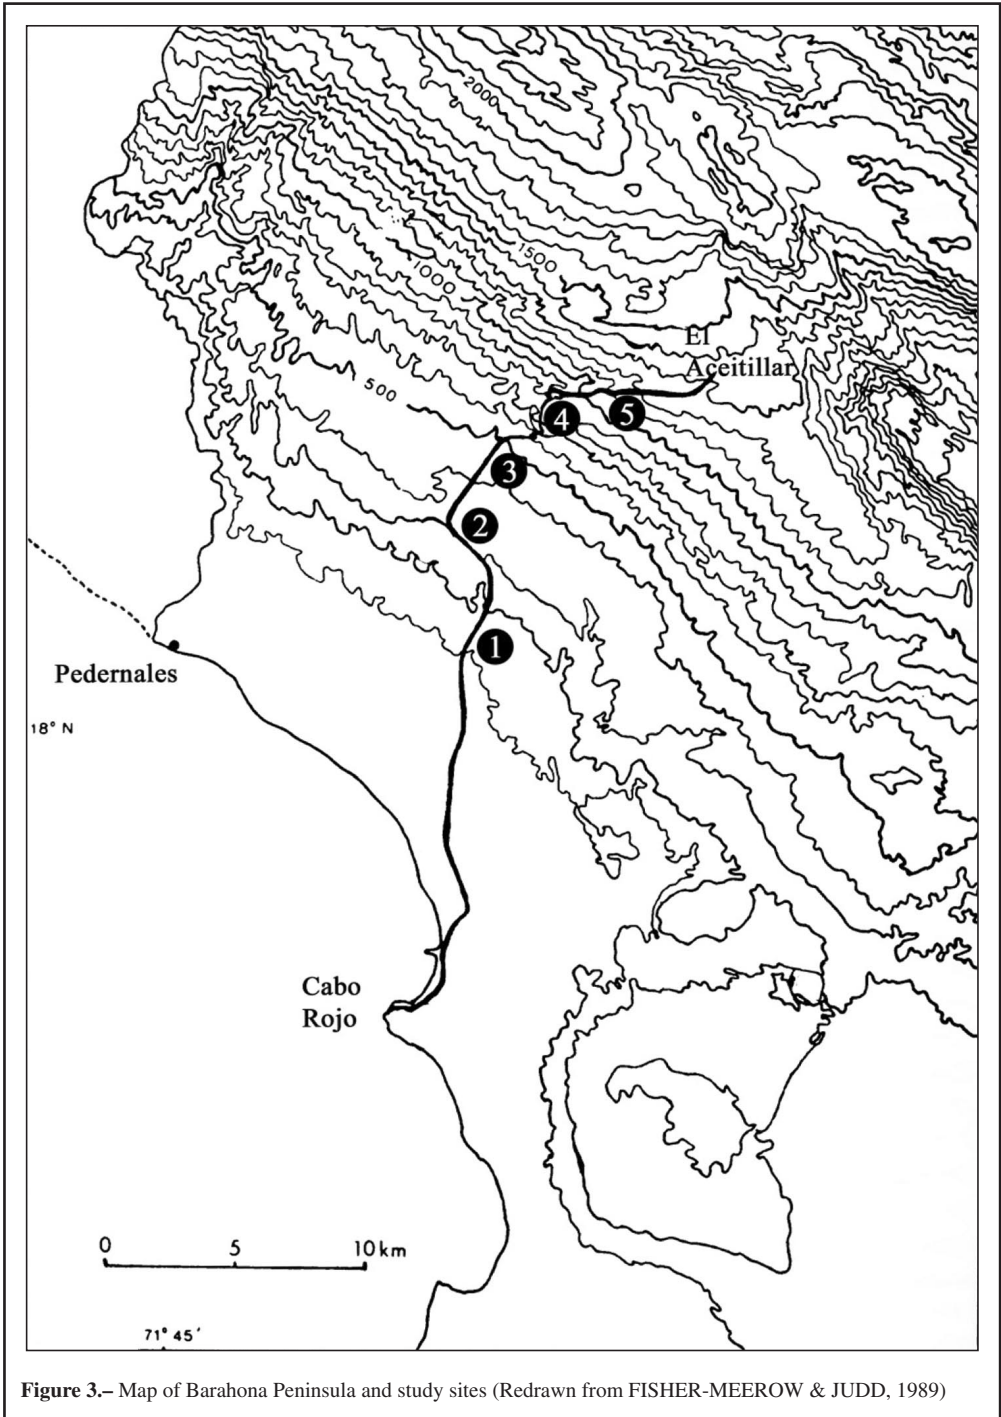 2000
1500
1000
El
Aceitillar
500
4
5
3
2
1
Pedernales
18° N
Cabo
Rojo
0 5 10 km
71° 45'
Figure 3.– Map of Barahona Peninsula and study sites (Redrawn from FISHER-MEEROW & JUDD, 1989)